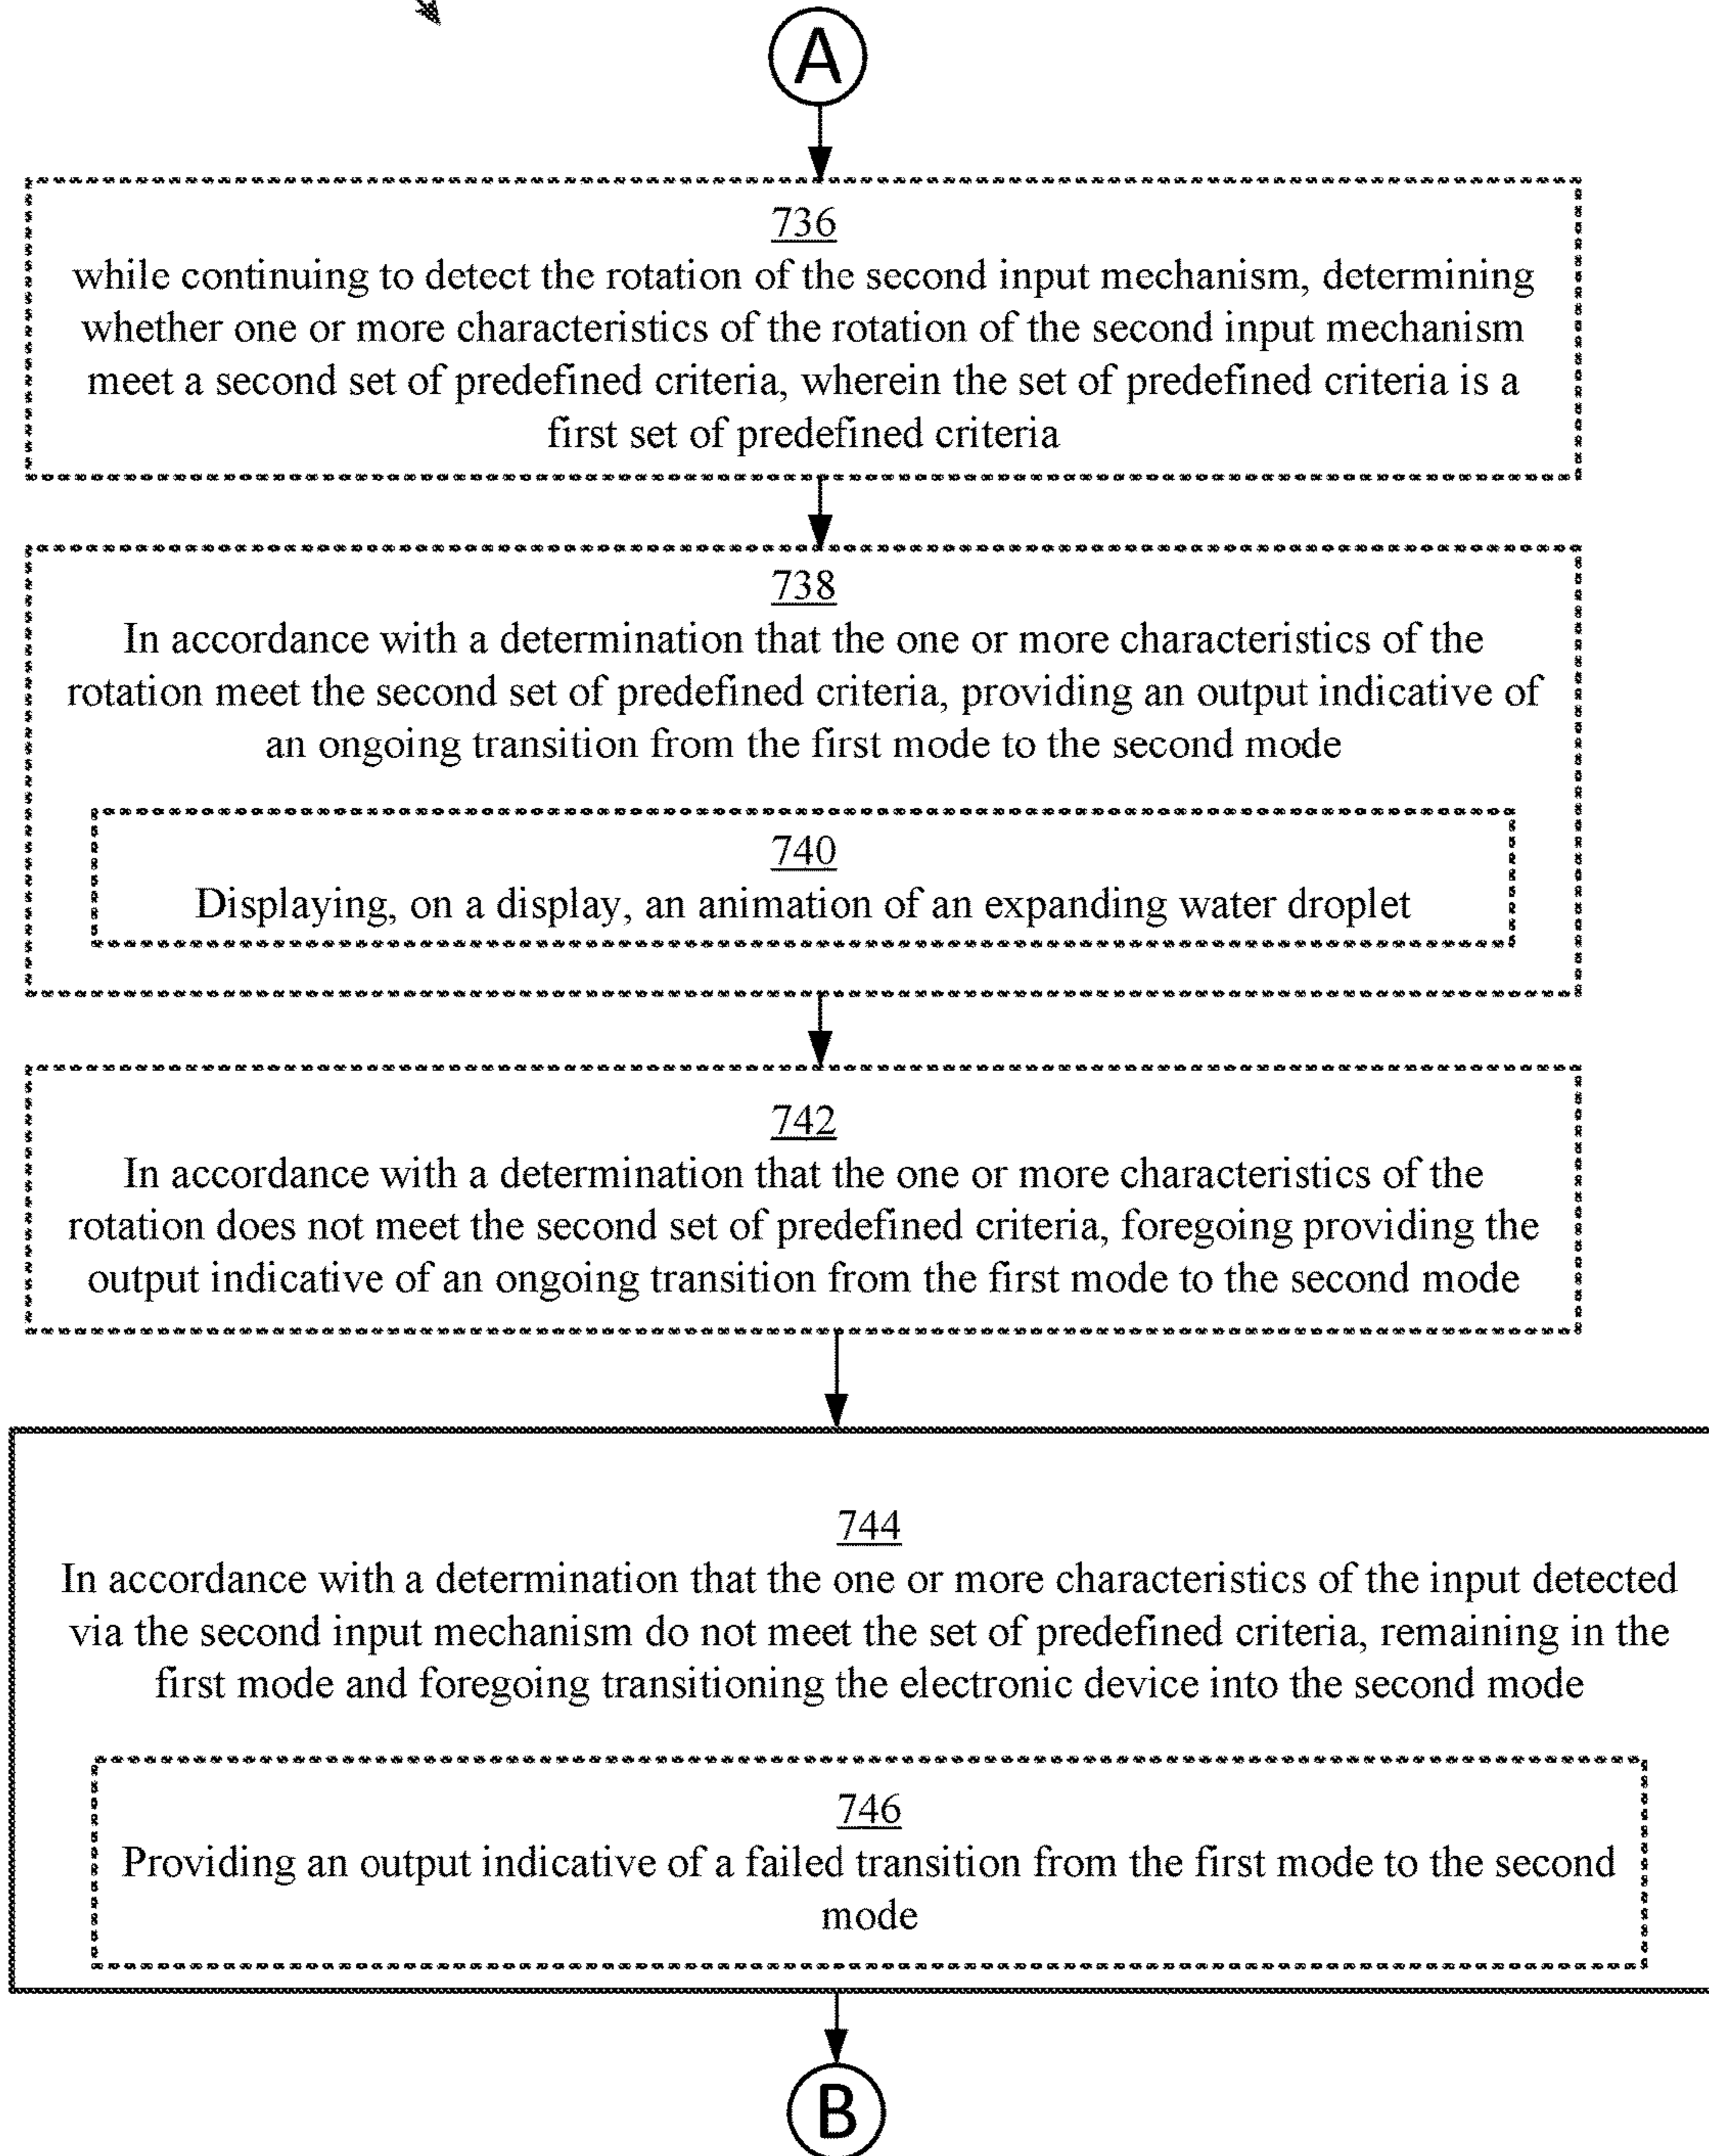 A
736
while continuing to detect the rotation of the second input mechanism, determining
whether one or more characteristics of the rotation of the second input mechanism
meet a second set of predefined criteria, wherein the set of predefined criteria is a
first set of predefined criteria
738
In accordance with a determination that the one or more characteristics of the
rotation meet the second set of predefined criteria, providing an output indicative of
an ongoing transition from the first mode to the second mode
740
Displaying, on a display, an animation of an expanding water droplet
742
In accordance with a determination that the one or more characteristics of the
rotation does not meet the second set of predefined criteria, foregoing providing the
output indicative of an ongoing transition from the first mode to the second mode
744
In accordance with a determination that the one or more characteristics of the input detected
via the second input mechanism do not meet the set of predefined criteria, remaining in the
first mode and foregoing transitioning the electronic device into the second mode
746
Providing an output indicative of a failed transition from the first mode to the second
mode
B